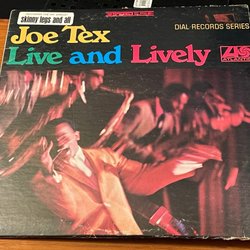 skinny legs and all
Joe Tex
DIAL-RECORDS SERIES
Live and Lively
ATLANTIC